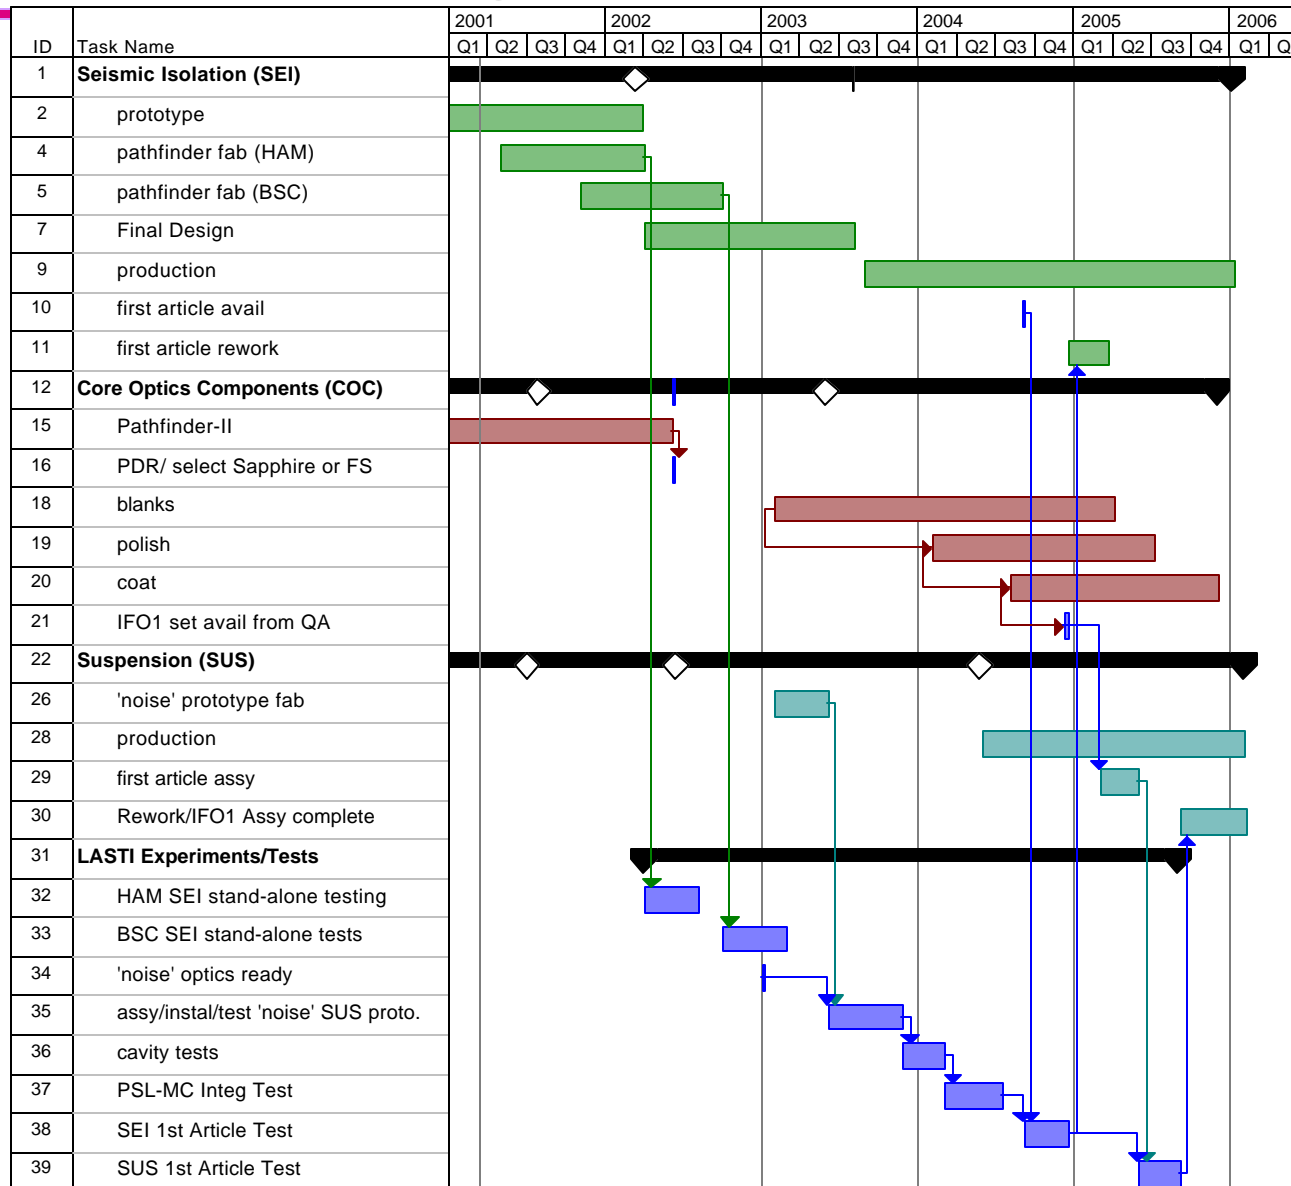 2001 2002 2003 2004 2005 2006
ID Task Name Q1 Q2 Q3 Q4 Q1 Q2 Q3 Q4 Q1 Q2 Q3 Q4 Q1 Q2 Q3 Q4 Q1 Q2 Q3 Q4 Q1 Q
1 Seismic Isolation (SEI)
2 prototype
4 pathfinder fab (HAM)
5 pathfinder fab (BSC)
7 Final Design
9 production
10 first article avail
11 first article rework
12 Core Optics Components (COC)
15 Pathfinder-II
16 PDR/ select Sapphire or FS
18 blanks
19 polish
20 coat
21 IFO1 set avail from QA
22 Suspension (SUS)
26 'noise' prototype fab
28 production
29 first article assy
30 Rework/IFO1 Assy complete
31 LASTI Experiments/Tests
32 HAM SEI stand-alone testing
33 BSC SEI stand-alone tests
34 'noise' optics ready
35 assy/instal/test 'noise' SUS proto.
36 cavity tests
37 PSL-MC Integ Test
38 SEI 1st Article Test
39 SUS 1st Article Test